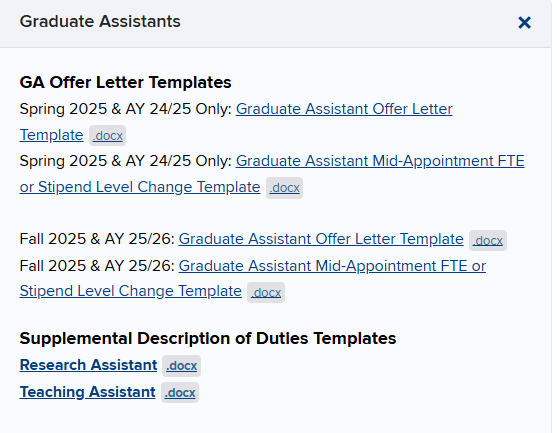 Graduate Assistants
GA Offer Letter Templates
Spring 2025 & AY 24/25 Only: Graduate Assistant Offer Letter
Template .docx
Spring 2025 & AY 24/25 Only: Graduate Assistant Mid-Appointment FTE
or Stipend Level Change Template .docx
Fall 2025 & AY 25/26: Graduate Assistant Offer Letter Template .docx
Fall 2025 & AY 25/26: Graduate Assistant Mid-Appointment FTE or
Stipend Level Change Template .docx
Supplemental Description of Duties Templates
Research Assistant .docx
Teaching Assistant .docx